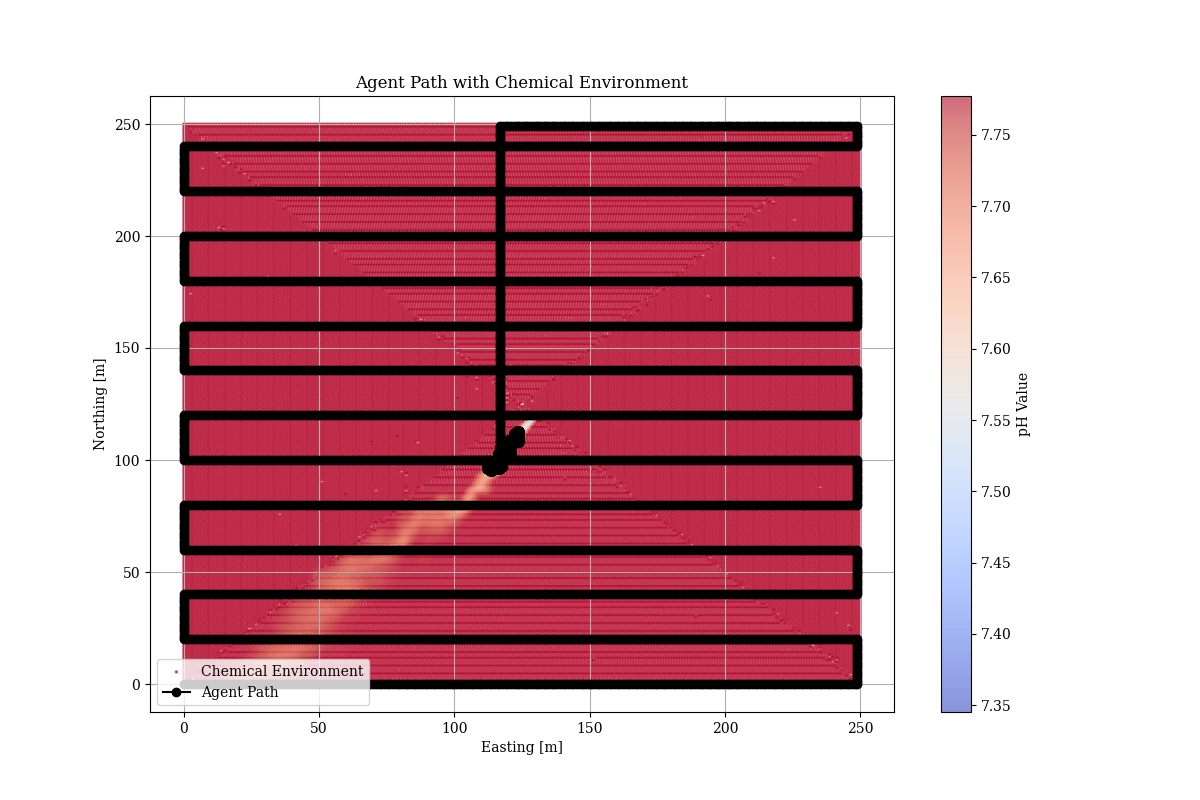 Agent Path with Chemical Environment
250
200
150
100
50
0
Northing [m]
0 50 100 150 200 250
Easting [m]
Chemical Environment
Agent Path
7.75
7.70
7.65
7.60
7.55
7.50
7.45
7.40
7.35
pH Value